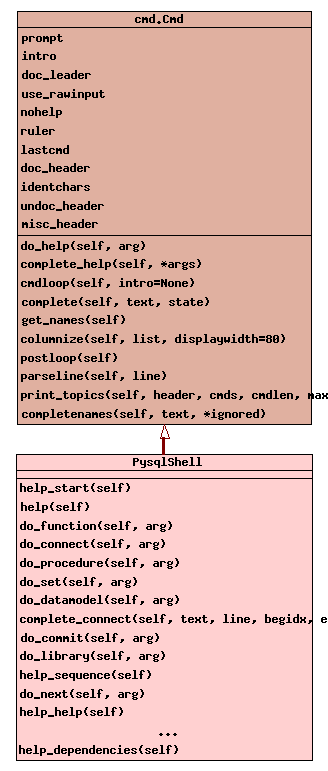 cmd.Cmd
prompt
intro
doc_leader
use_rawinput
nohelp
ruler
lastcmd
doc_header
identchars
undoc_header
misc_header
do_help(self, arg)
complete_help(self, *args)
cmdloop(self, intro=None)
complete(self, text, state)
get_names(self)
columnize(self, list, displaywidth=80)
postloop(self)
parseline(self, line)
print_topics(self, header, cmds, cmdlen, max
completenames(self, text, *ignored)
PysqlShell
help_start(self)
help(self)
do_function(self, arg)
do_connect(self, arg)
do_procedure(self, arg)
do_set(self, arg)
do_datamodel(self, arg)
complete_connect(self, text, line, begidx, e
do_commit(self, arg)
do_library(self, arg)
help_sequence(self)
do_next(self, arg)
help_help(self)
...
help_dependencies(self)